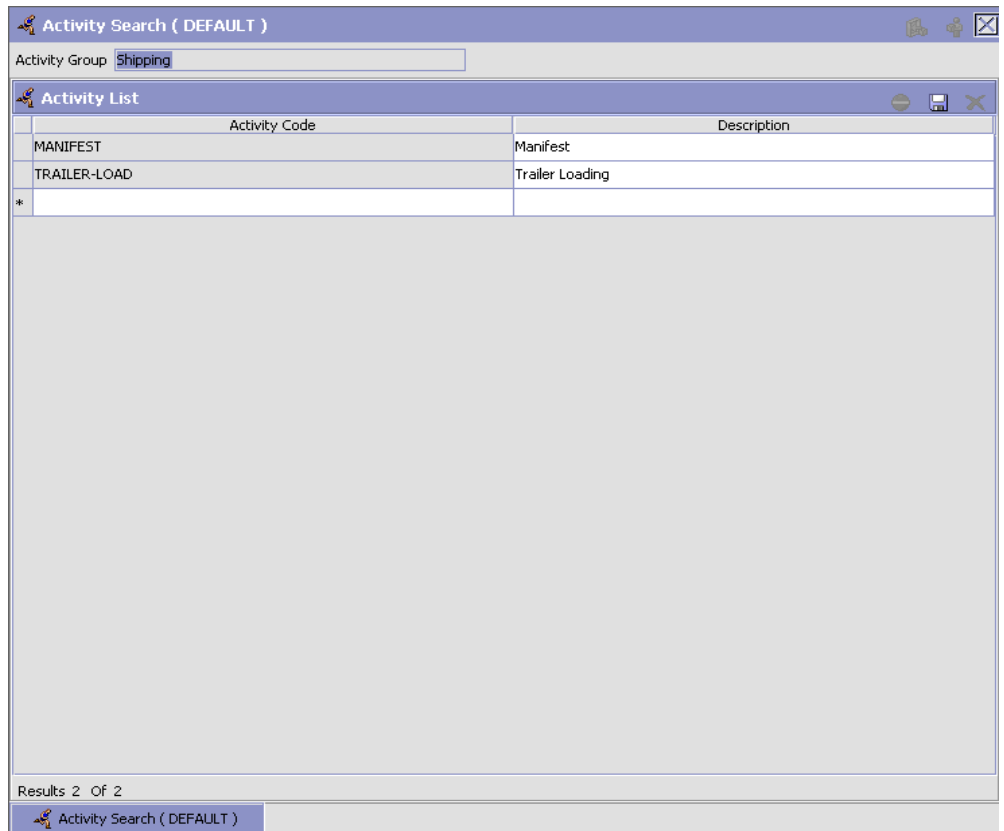 Activity Search ( DEFAULT )
Activity Group Shipping
Activity List
Activity Code Description
MANIFEST Manifest
TRAILER-LOAD Trailer Loading
*
Results 2 Of 2
Activity Search ( DEFAULT )